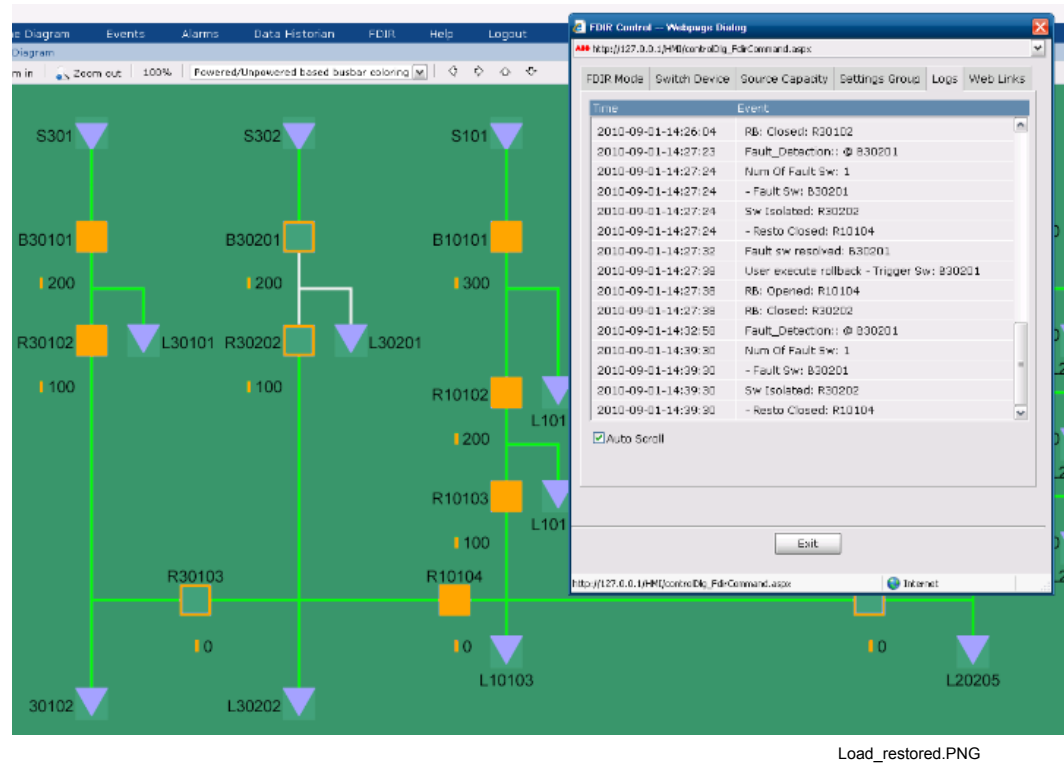 FDIR Control -- Webpage Dialog
e Diagram Events Alarms Data Historian FDIR Help Logout
http://127.0.0.1/HMI/controlDlg_FdirCommand.aspx
Diagram
m in Zoom out 100% Powered/Unpowered based busbar coloring
FDIR Mode Switch Device Source Capacity Settings Group Logs Web Links
Time Event
2010-09-01-14:26:04 RB: Closed: R30102
2010-09-01-14:27:23 Fault_Detection:: @ B30201
2010-09-01-14:27:24 Num Of Fault Sw: 1
2010-09-01-14:27:24 - Fault Sw: B30201
2010-09-01-14:27:24 Sw Isolated: R30202
2010-09-01-14:27:24 - Resto Closed: R10104
2010-09-01-14:27:32 Fault sw resolved: B30201
2010-09-01-14:27:38 User execute rollback - Trigger Sw: B30201
2010-09-01-14:27:38 RB: Opened: R10104
2010-09-01-14:27:38 RB: Closed: R30202
2010-09-01-14:32:58 Fault_Detection:: @ B30201
2010-09-01-14:39:30 Num Of Fault Sw: 1
2010-09-01-14:39:30 - Fault Sw: B30201
2010-09-01-14:39:30 Sw Isolated: R30202
2010-09-01-14:39:30 - Resto Closed: R10104
Auto Scroll
Exit
http://127.0.0.1/HMI/controlDlg_FdirCommand.aspx Internet
S301 S302 S101
B30101 B30201 B10101
200 200 300
R30102 L30101 R30202 L30201
100 100 R10102
L101
200
R10103
L101
100
R30103 R10104
0 0 0
L10103 L20205
30102 L30202
Load_restored.PNG